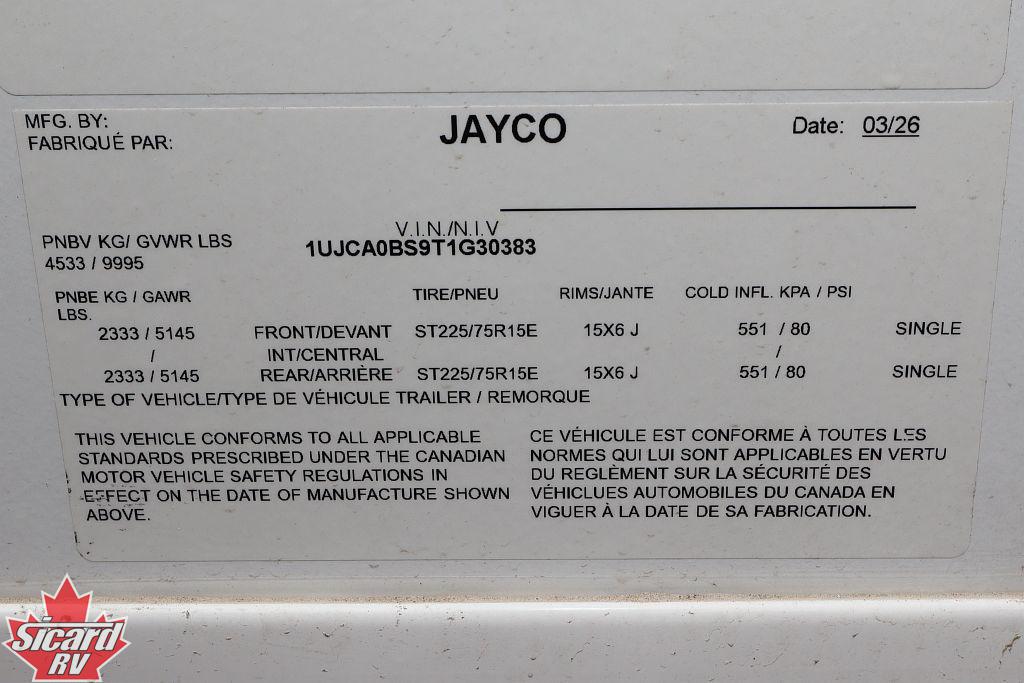 MFG. BY: JAYCO Date: 03/26
FABRIQUÉ PAR:
V.I.N./N.I.V
PNBV KG/ GVWR LBS 1UJCA0BS9T1G30383
4533 / 9995
PNBE KG / GAWR TIRE/PNEU RIMS/JANTE COLD INFL. KPA / PSI
LBS.
2333 / 5145 FRONT/DEVANT ST225/75R15E 15X6 J 551 / 80 SINGLE
/ INT/CENTRAL /
2333 / 5145 REAR/ARRIÈRE ST225/75R15E 15X6 J 551 / 80 SINGLE
TYPE OF VEHICLE/TYPE DE VÉHICULE TRAILER / REMORQUE
THIS VEHICLE CONFORMS TO ALL APPLICABLE
STANDARDS PRESCRIBED UNDER THE CANADIAN
MOTOR VEHICLE SAFETY REGULATIONS IN
EFFECT ON THE DATE OF MANUFACTURE SHOWN
ABOVE.
CE VÉHICULE EST CONFORME À TOUTES LES
NORMES QUI LUI SONT APPLICABLES EN VERTU
DU REGLÈMENT SUR LA SÉCURITÉ DES
VÉHICLUES AUTOMOBILES DU CANADA EN
VIGUER À LA DATE DE SA FABRICATION.
Sicard
RV